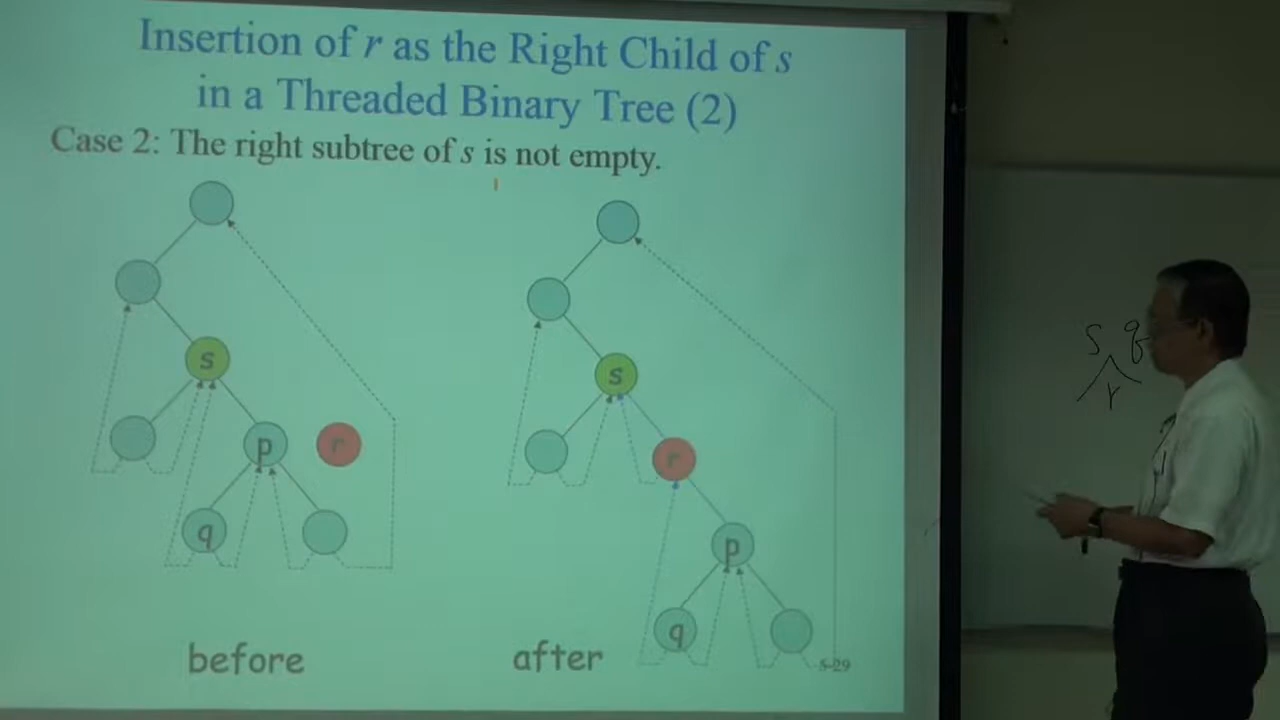 Insertion of r as the Right Child of s
in a Threaded Binary Tree (2)
Case 2: The right subtree of s is not empty.
s
p
r
q
before
s
r
p
q
after
5-29
s q
r